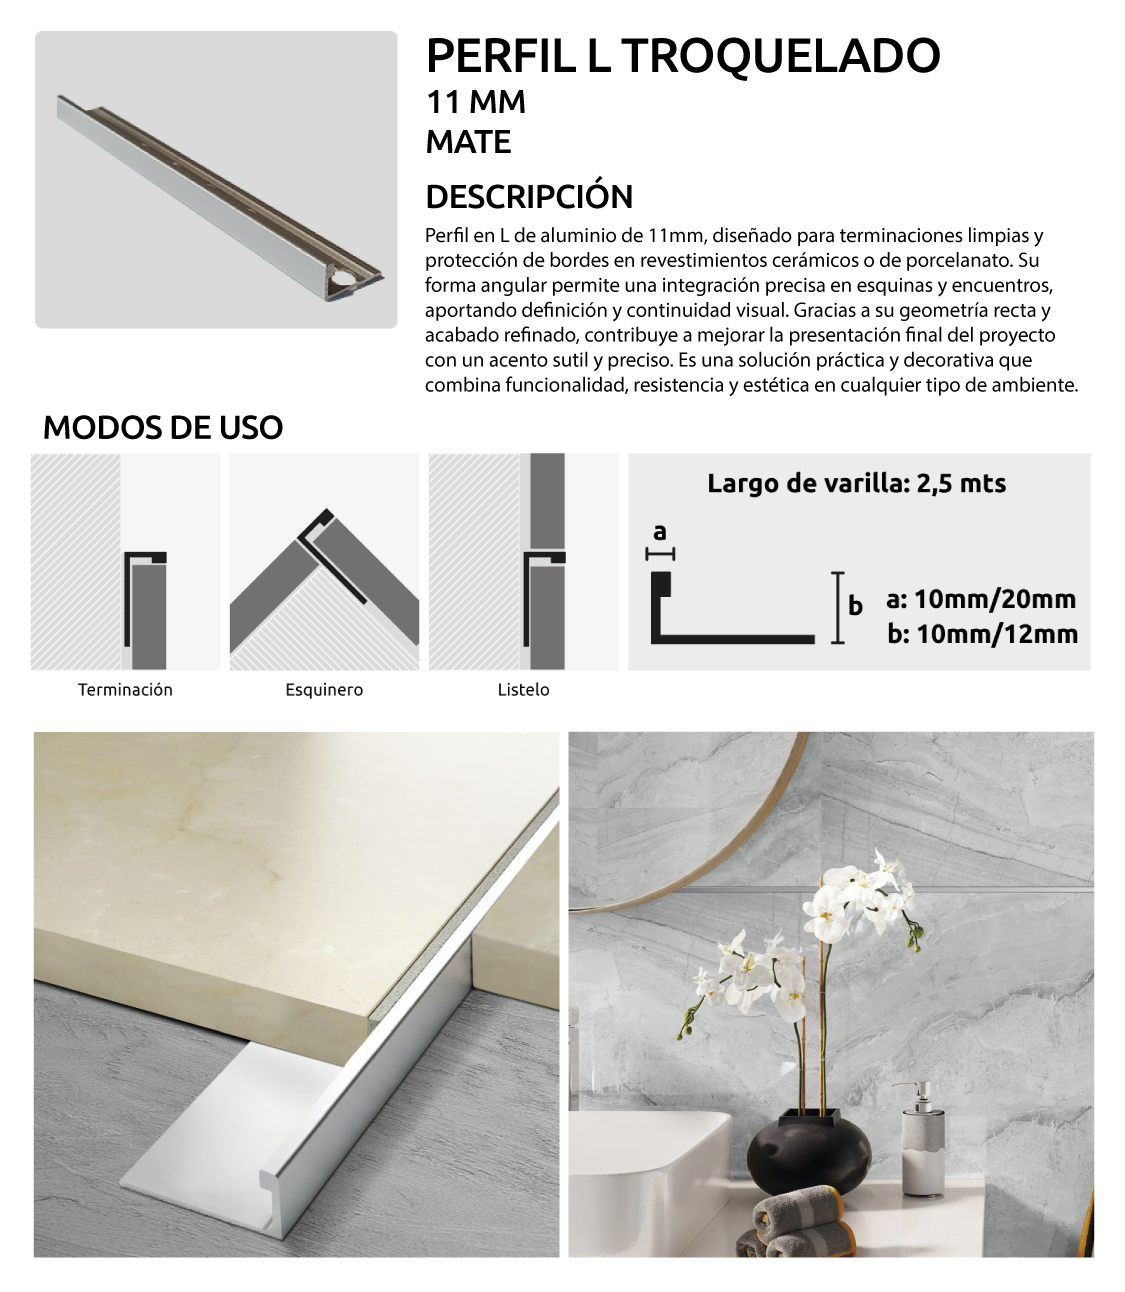 PERFIL L TROQUELADO
11 MM
MATE
DESCRIPCIÓN
Perfil en L de aluminio de 11mm, diseñado para terminaciones limpias y
protección de bordes en revestimientos cerámicos o de porcelanato. Su
forma angular permite una integración precisa en esquinas y encuentros,
aportando definición y continuidad visual. Gracias a su geometría recta y
acabado refinado, contribuye a mejorar la presentación final del proyecto
con un acento sutil y preciso. Es una solución práctica y decorativa que
combina funcionalidad, resistencia y estética en cualquier tipo de ambiente.
MODOS DE USO
Largo de varilla: 2,5 mts
a
b
a: 10mm/20mm
b: 10mm/12mm
Terminación
Esquinero
Listelo